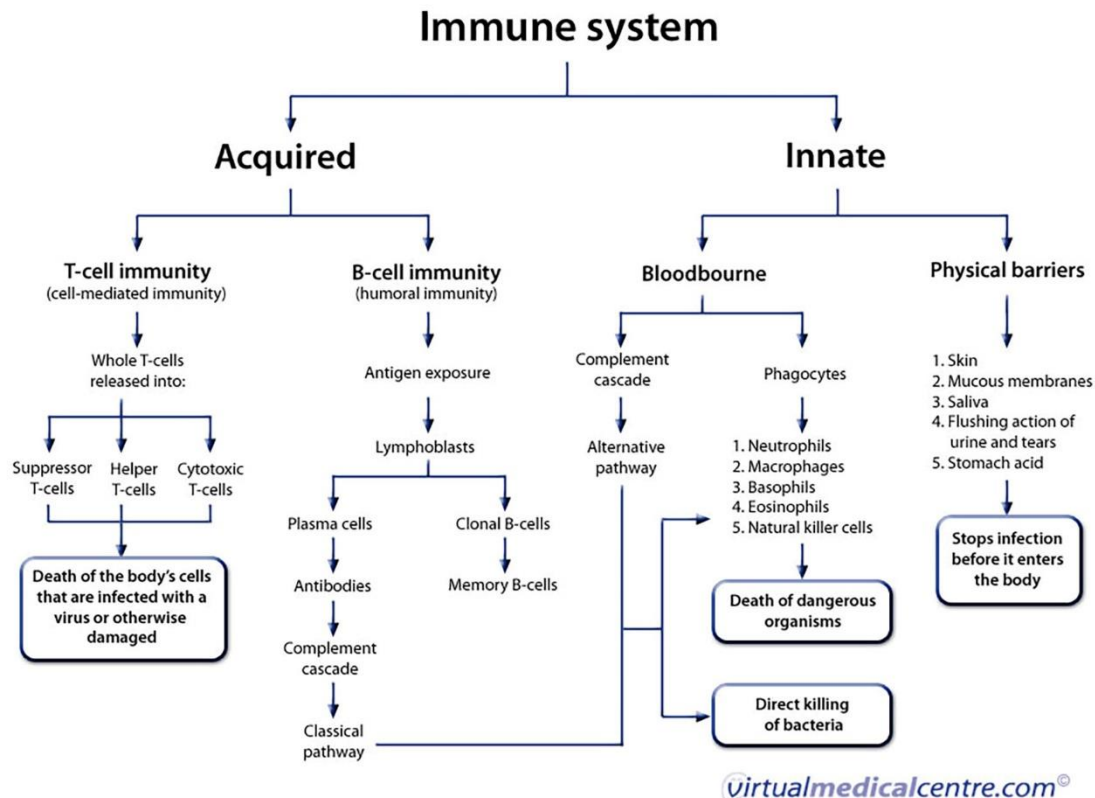 Immune system
Acquired
Innate
T-cell immunity
(cell-mediated immunity)
B-cell immunity
(humoral immunity)
Bloodbourne
Physical barriers
Whole T-cells
released into:
Suppressor
T-cells
Helper
T-cells
Cytotoxic
T-cells
Death of the body's cells
that are infected with a
virus or otherwise
damaged
Antigen exposure
Lymphoblasts
Plasma cells
Clonal B-cells
Antibodies
Memory B-cells
Complement
cascade
Classical
pathway
Complement
cascade
Alternative
pathway
Phagocytes
1. Neutrophils
2. Macrophages
3. Basophils
4. Eosinophils
5. Natural killer cells
Death of dangerous
organisms
Direct killing
of bacteria
1. Skin
2. Mucous membranes
3. Saliva
4. Flushing action of
urine and tears
5. Stomach acid
Stops infection
before it enters
the body
virtualmedicalcentre.com©